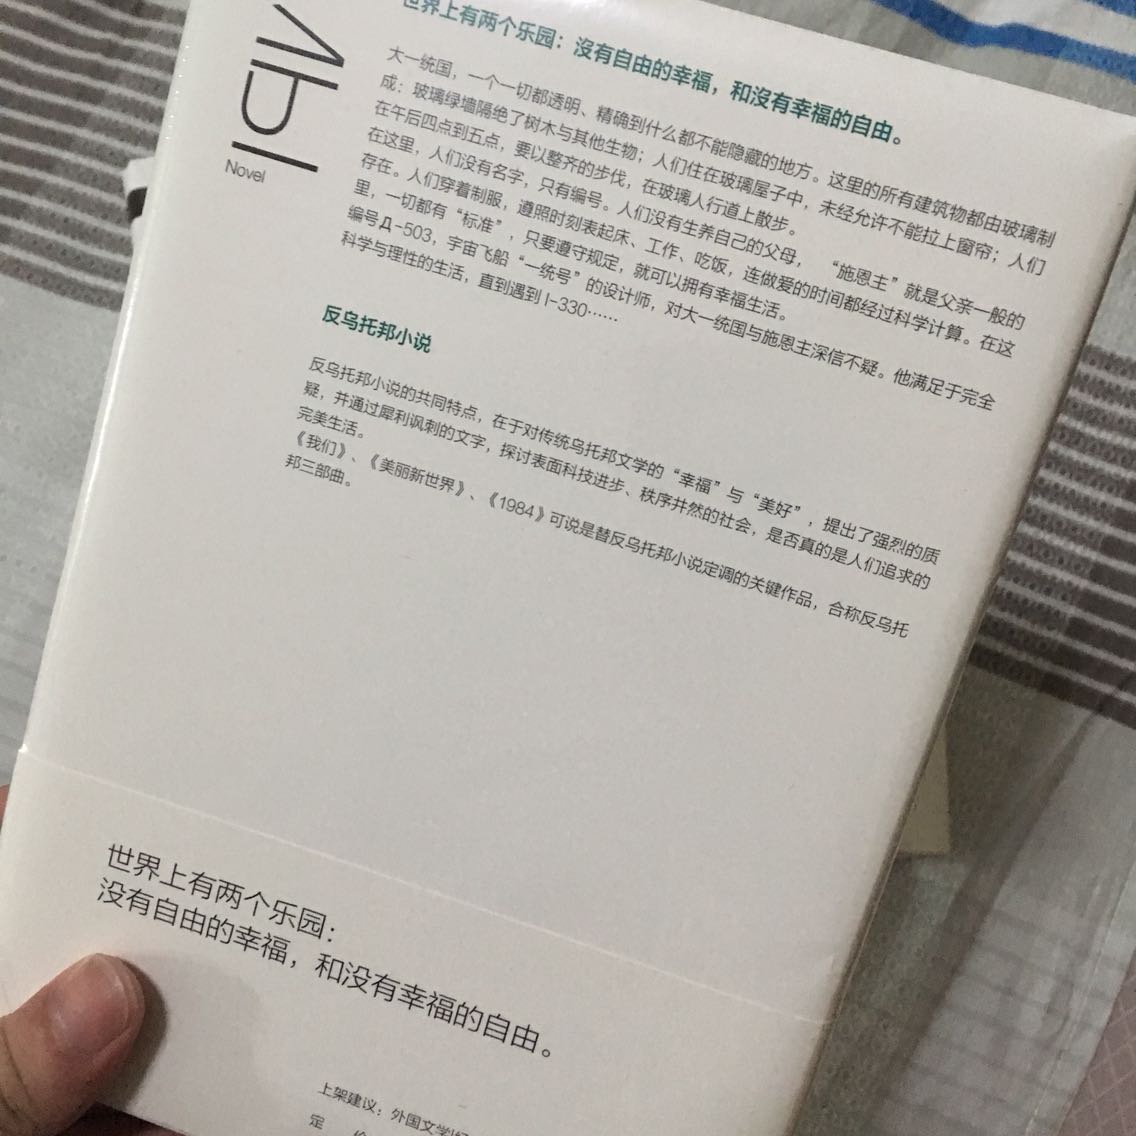 Мы
Novel
世界上有两个乐园：沒有自由的幸福，和沒有幸福的自由。
大一统国，一个一切都透明、精确到什么都不能隐藏的地方。这里的所有建筑物都由玻璃制
成：玻璃绿墙隔绝了树木与其他生物；人们住在玻璃屋子中，未经允许不能拉上窗帘；人们
在午后四点到五点，要以整齐的步伐，在玻璃人行道上散步。
在这里，人们没有名字，只有编号。人们没有生养自己的父母，“施恩主”就是父亲一般的
存在。人们穿着制服，遵照时刻表起床、工作、吃饭，连做爱的时间都经过科学计算。在这
里，一切都有“标准”，只要遵守规定，就可以拥有幸福生活。
编号Д-503，宇宙飞船“一统号”的设计师，对大一统国与施恩主深信不疑。他满足于完全
科学与理性的生活，直到遇到 I-330……
反乌托邦小说
反乌托邦小说的共同特点，在于对传统乌托邦文学的“幸福”与“美好”，提出了强烈的质
疑，并通过犀利讽刺的文字，探讨表面科技进步、秩序井然的社会，是否真的是人们追求的
完美生活。
《我们》、《美丽新世界》、《1984》可说是替反乌托邦小说定调的关键作品，合称反乌托
邦三部曲。
世界上有两个乐园：
没有自由的幸福，和没有幸福的自由。
上架建议：外国文学
定 价